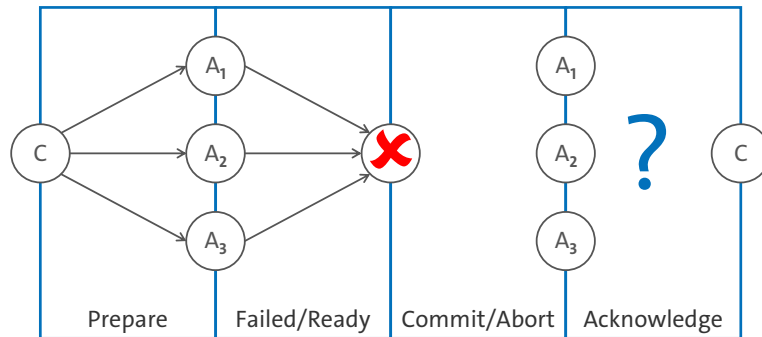 A₁
A₁
C
A₂
A₂
?
C
A₃
A₃
Prepare
Failed/Ready
Commit/Abort
Acknowledge